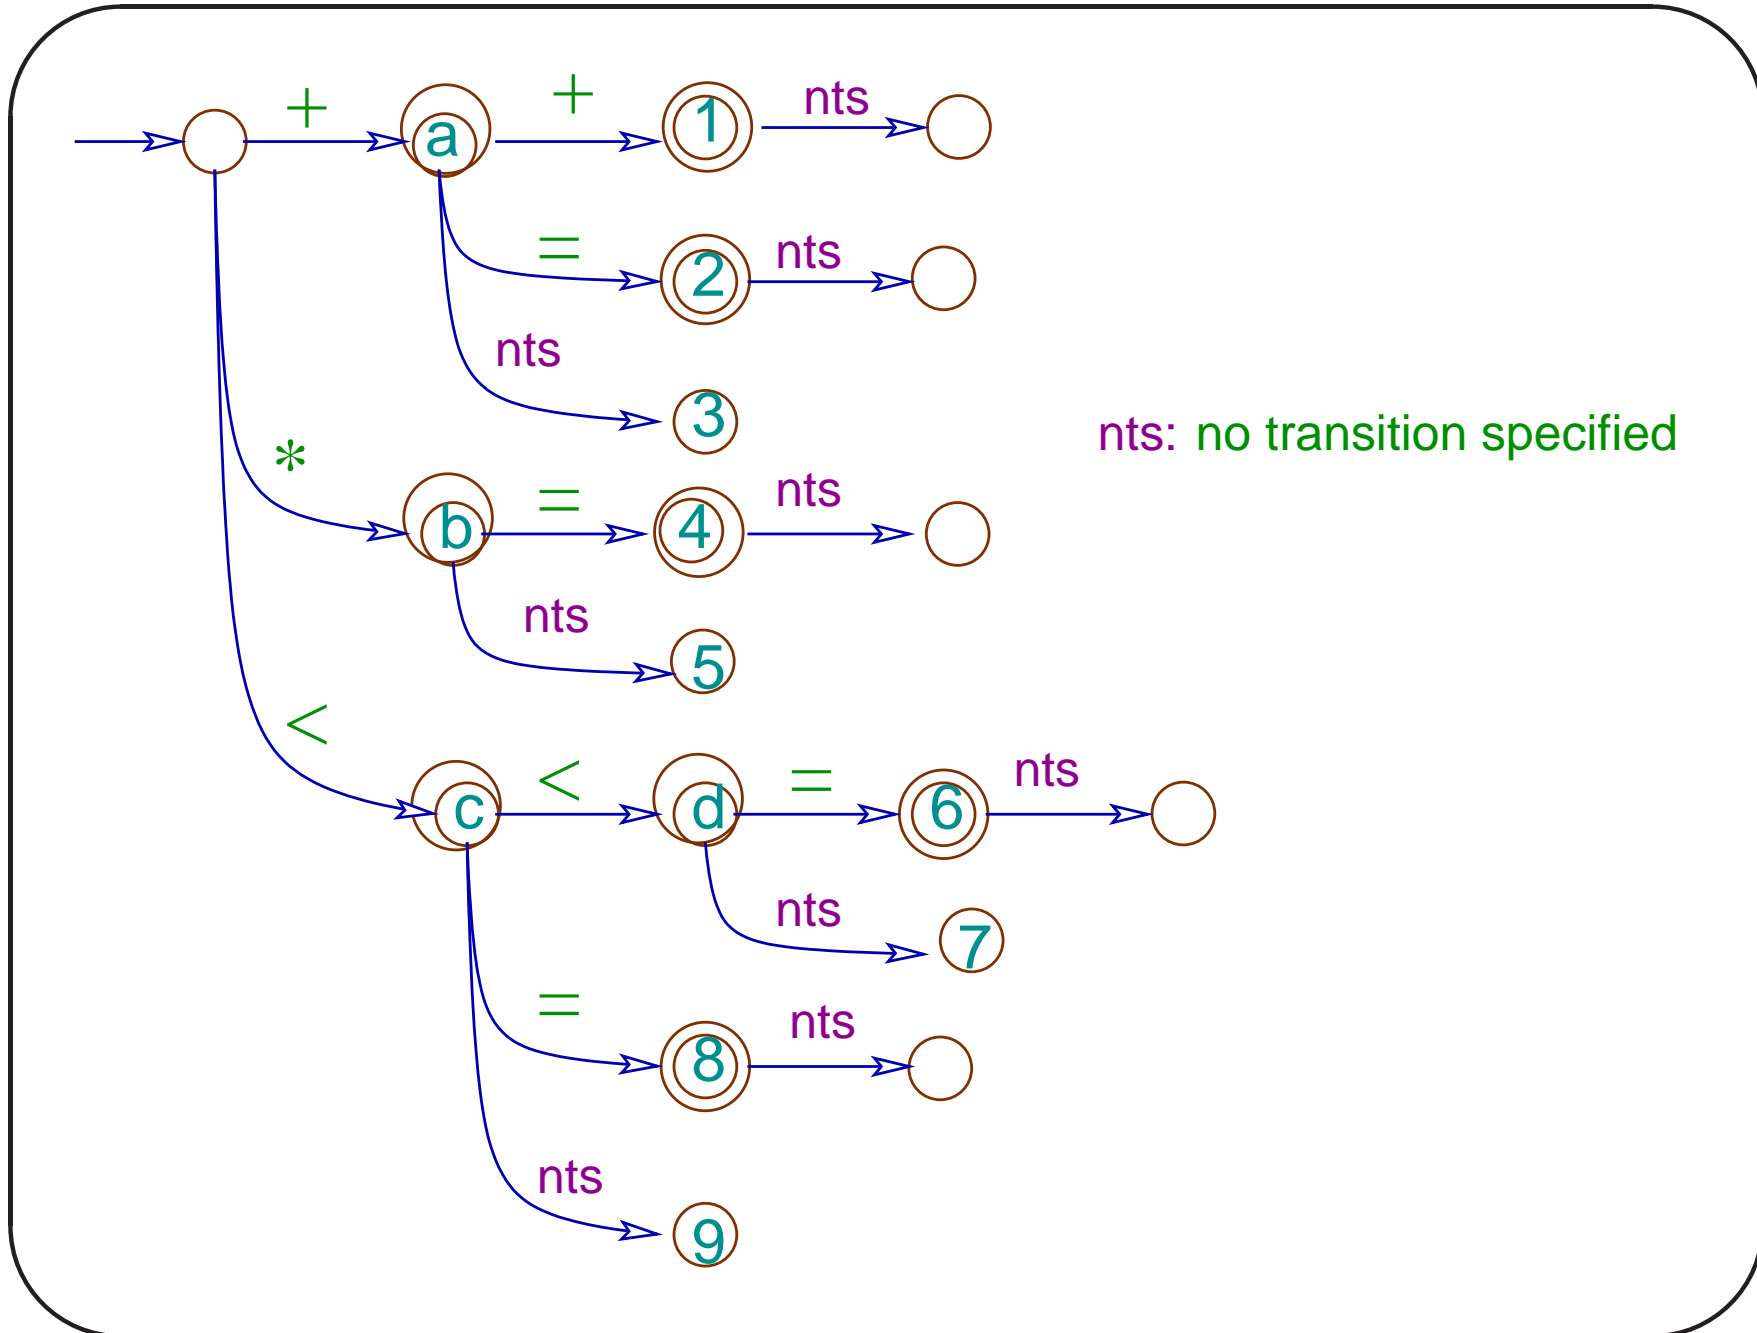 + a + 1 nts
= 2 nts
nts 3
nts: no transition specified
* b = 4 nts
nts 5
< c < d = 6 nts
nts 7
= 8 nts
nts 9